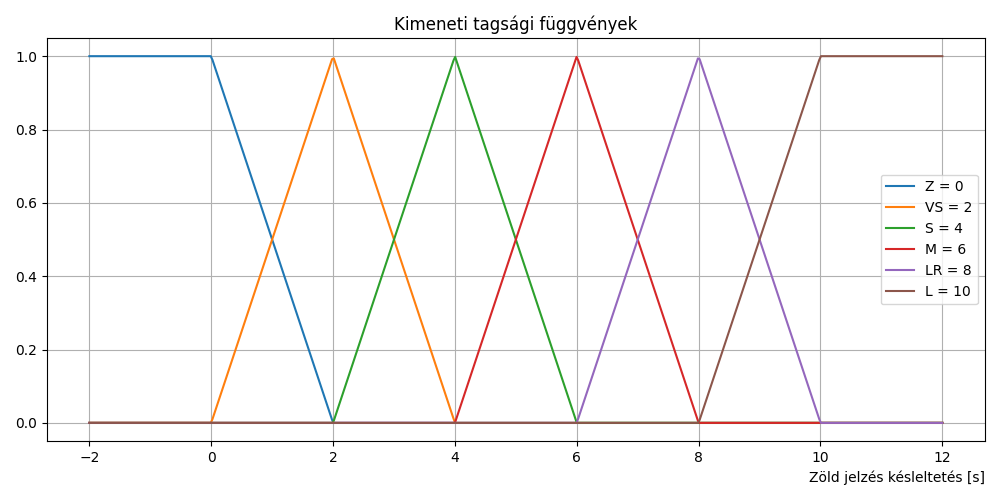 Kimeneti tagsági függvények
1.0
0.8
0.6
0.4
0.2
0.0
Z = 0
VS = 2
S = 4
M = 6
LR = 8
L = 10
−2 0 2 4 6 8 10 12
Zöld jelzés késleltetés [s]